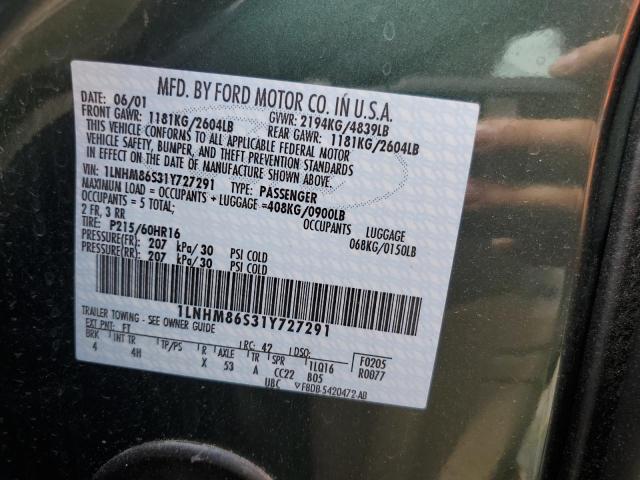 MFD. BY FORD MOTOR CO. IN U.S.A.
DATE: 06/01 GVWR: 2194KG/4839LB
FRONT GAWR: 1181KG/2604LB REAR GAWR: 1181KG/2604LB
THIS VEHICLE CONFORMS TO ALL APPLICABLE FEDERAL MOTOR
VEHICLE SAFETY, BUMPER, AND THEFT PREVENTION STANDARDS
IN EFFECT ON THE DATE OF MANUFACTURE SHOWN ABOVE.
VIN: 1LNHM86S31Y727291 TYPE: PASSENGER
MAXIMUM LOAD = OCCUPANTS + LUGGAGE =408KG/0900LB
OCCUPANTS = 5 TOTAL; OCCUPANTS LUGGAGE
2 FR, 3 RR 068KG/0150LB
TIRE: P215/60HR16
PRESSURE(FR): 207 kPa/30 PSI COLD
PRESSURE(RR): 207 kPa/30 PSI COLD
1LNHM86S31Y727291
TRAILER TOWING - SEE OWNER GUIDE
EXT PNT: FT RC: 42 DSO: F0205
BRK INT TR TP/PS R AXLE TR SPR 1LQ16 R0077
4 4H X 53 A CC22 B05
UBC F8DB-5420472-AB